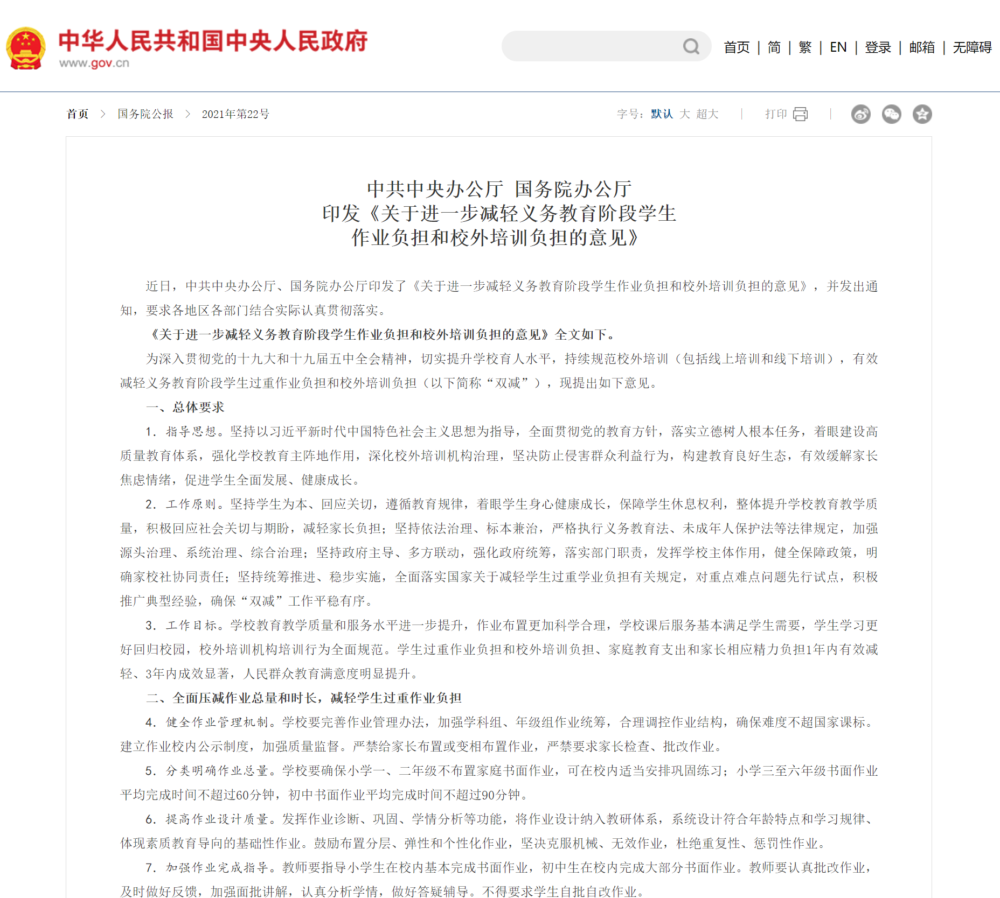 中华人民共和国中央人民政府
www.gov.cn
首页 | 简 | 繁 | EN | 登录 | 邮箱 | 无障碍
首页 > 国务院公报 > 2021年第22号
字号：默认 大 超大 | 打印 |
中共中央办公厅 国务院办公厅
印发《关于进一步减轻义务教育阶段学生
作业负担和校外培训负担的意见》
近日，中共中央办公厅、国务院办公厅印发了《关于进一步减轻义务教育阶段学生作业负担和校外培训负担的意见》，并发出通
知，要求各地区各部门结合实际认真贯彻落实。
《关于进一步减轻义务教育阶段学生作业负担和校外培训负担的意见》全文如下。
为深入贯彻党的十九大和十九届五中全会精神，切实提升学校育人水平，持续规范校外培训（包括线上培训和线下培训），有效
减轻义务教育阶段学生过重作业负担和校外培训负担（以下简称“双减”），现提出如下意见。
一、总体要求
1. 指导思想。坚持以习近平新时代中国特色社会主义思想为指导，全面贯彻党的教育方针，落实立德树人根本任务，着眼建设高
质量教育体系，强化学校教育主阵地作用，深化校外培训机构治理，坚决防止侵害群众利益行为，构建教育良好生态，有效缓解家长
焦虑情绪，促进学生全面发展、健康成长。
2. 工作原则。坚持学生为本、回应关切，遵循教育规律，着眼学生身心健康成长，保障学生休息权利，整体提升学校教育教学质
量，积极回应社会关切与期盼，减轻家长负担；坚持依法治理、标本兼治，严格执行义务教育法、未成年人保护法等法律规定，加强
源头治理、系统治理、综合治理；坚持政府主导、多方联动，强化政府统筹，落实部门职责，发挥学校主体作用，健全保障政策，明
确家校社协同责任；坚持统筹推进、稳步实施，全面落实国家关于减轻学生过重学业负担有关规定，对重点难点问题先行试点，积极
推广典型经验，确保“双减”工作平稳有序。
3. 工作目标。学校教育教学质量和服务水平进一步提升，作业布置更加科学合理，学校课后服务基本满足学生需要，学生学习更
好回归校园，校外培训机构培训行为全面规范。学生过重作业负担和校外培训负担、家庭教育支出和家长相应精力负担1年内有效减
轻、3年内成效显著，人民群众教育满意度明显提升。
二、全面压减作业总量和时长，减轻学生过重作业负担
4. 健全作业管理机制。学校要完善作业管理办法，加强学科组、年级组作业统筹，合理调控作业结构，确保难度不超国家课标。
建立作业校内公示制度，加强质量监督。严禁给家长布置或变相布置作业，严禁要求家长检查、批改作业。
5. 分类明确作业总量。学校要确保小学一、二年级不布置家庭书面作业，可在校内适当安排巩固练习；小学三至六年级书面作业
平均完成时间不超过60分钟，初中书面作业平均完成时间不超过90分钟。
6. 提高作业设计质量。发挥作业诊断、巩固、学情分析等功能，将作业设计纳入教研体系，系统设计符合年龄特点和学习规律、
体现素质教育导向的基础性作业。鼓励布置分层、弹性和个性化作业，坚决克服机械、无效作业，杜绝重复性、惩罚性作业。
7. 加强作业完成指导。教师要指导小学生在校内基本完成书面作业，初中生在校内完成大部分书面作业。教师要认真批改作业，
及时做好反馈，加强面批讲解，认真分析学情，做好答疑辅导。不得要求学生自批自改作业。